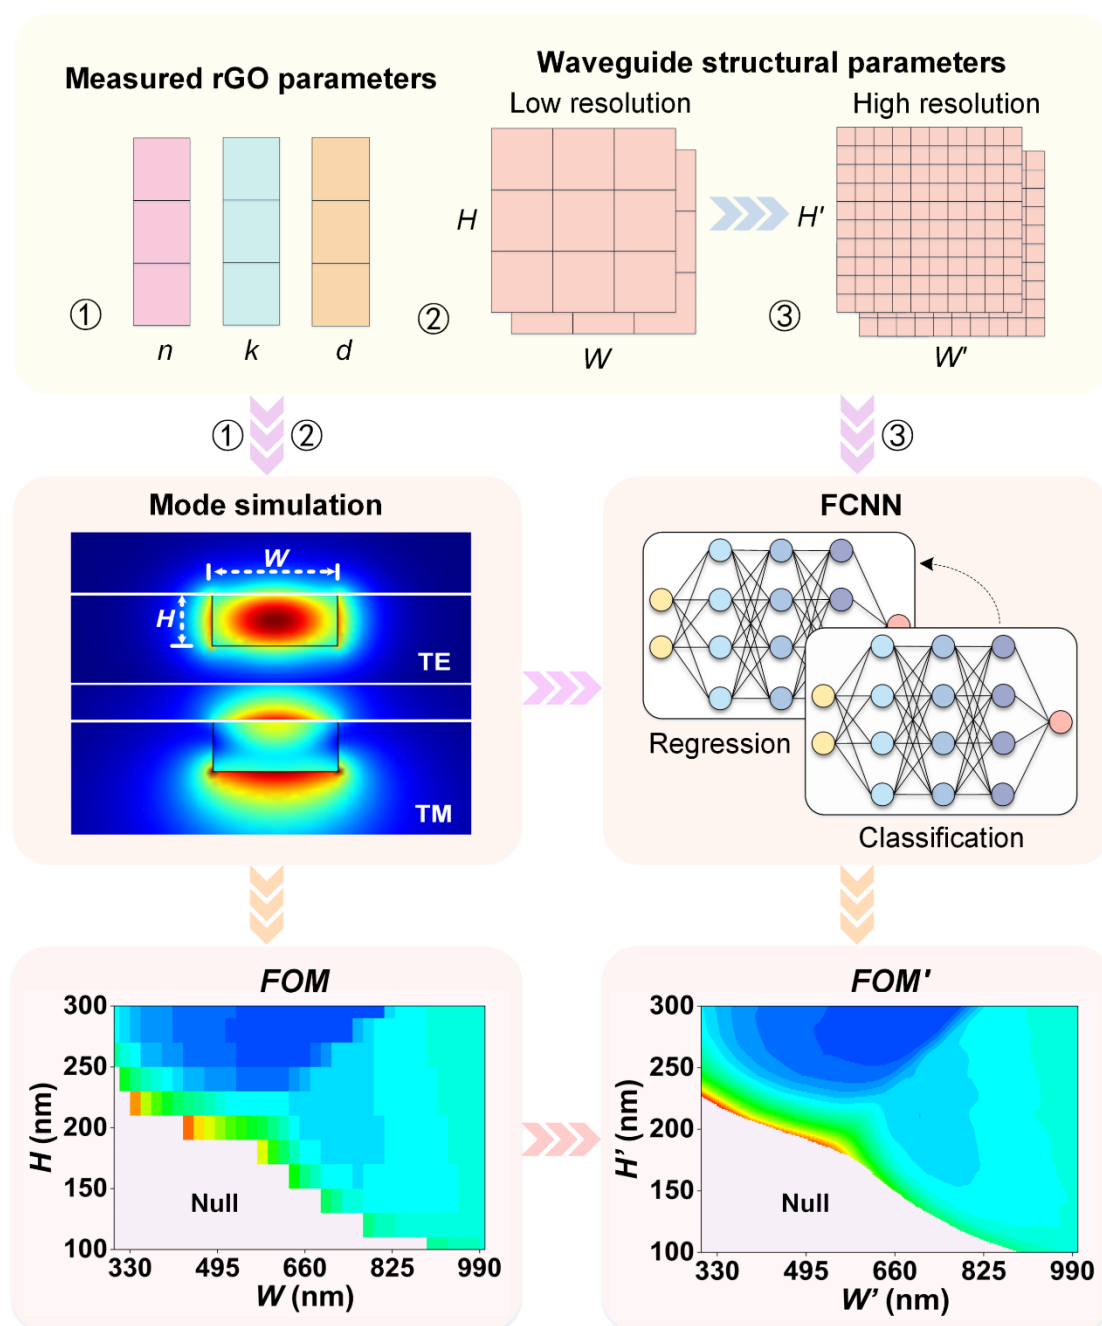 Measured rGO parameters
n
k
d
①
Waveguide structural parameters
Low resolution
High resolution
H
H'
②
③
W
W'
①
②
③
Mode simulation
W
H
TE
TM
FCNN
Regression
Classification
FOM
300
250
200
150
100
H (nm)
Null
330
495
660
825
990
W (nm)
FOM'
300
250
200
150
100
H’ (nm)
Null
330
495
660
825
990
W’ (nm)